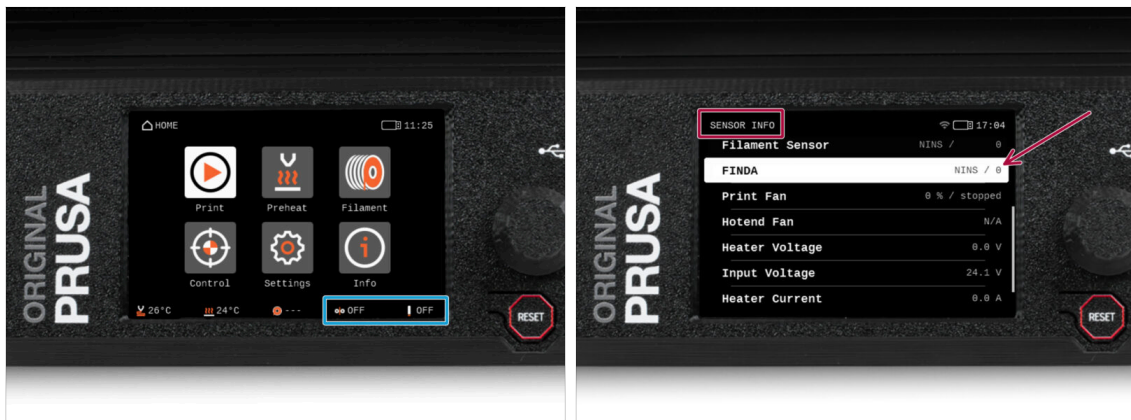 HOME
11:25
Print
Preheat
Filament
Control
Settings
Info
26°C
24°C
---
OFF
OFF
ORIGINAL
PRUSA
RESET
SENSOR INFO
17:04
Filament Sensor NINS / 0
FINDA NINS / 0
Print Fan 0 % / stopped
Hotend Fan N/A
Heater Voltage 0.0 V
Input Voltage 24.1 V
Heater Current 0.0 A
ORIGINAL
PRUSA
RESET